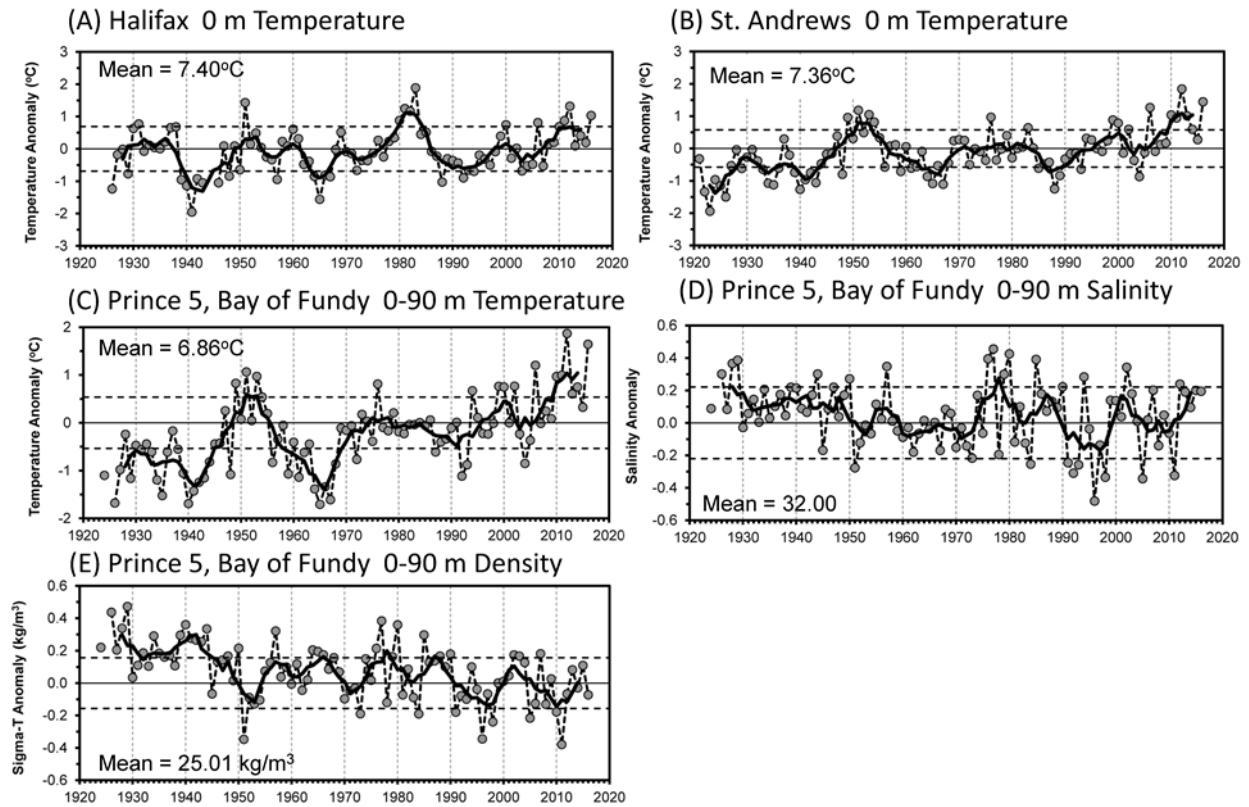 (A) Halifax 0 m Temperature
Temperature Anomaly (°C)
3
2
1
0
-1
-2
-3
Mean = 7.40°C
1920 1930 1940 1950 1960 1970 1980 1990 2000 2010 2020
(B) St. Andrews 0 m Temperature
Temperature Anomaly (°C)
3
2
1
0
-1
-2
-3
Mean = 7.36°C
1920 1930 1940 1950 1960 1970 1980 1990 2000 2010 2020
(C) Prince 5, Bay of Fundy 0-90 m Temperature
Temperature Anomaly (°C)
2
1
0
-1
-2
Mean = 6.86°C
1920 1930 1940 1950 1960 1970 1980 1990 2000 2010 2020
(D) Prince 5, Bay of Fundy 0-90 m Salinity
Salinity Anomaly
0.6
0.4
0.2
0.0
-0.2
-0.4
-0.6
Mean = 32.00
1920 1930 1940 1950 1960 1970 1980 1990 2000 2010 2020
(E) Prince 5, Bay of Fundy 0-90 m Density
Sigma-T Anomaly (kg/m³)
0.6
0.4
0.2
0.0
-0.2
-0.4
-0.6
Mean = 25.01 kg/m³
1920 1930 1940 1950 1960 1970 1980 1990 2000 2010 2020